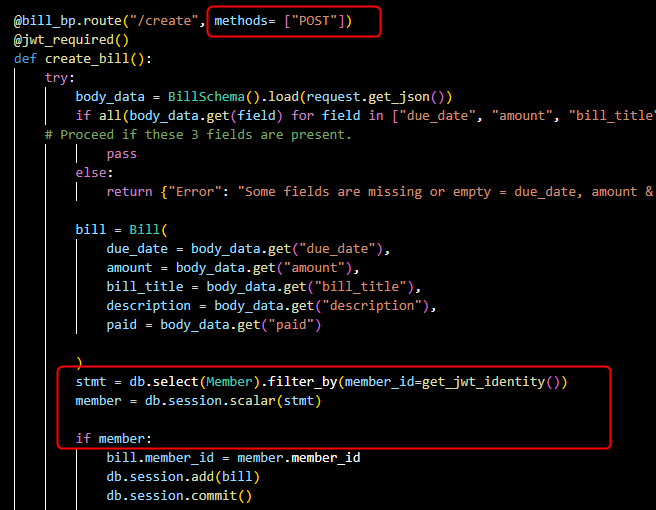 @bill_bp.route("/create", methods= ["POST"])
@jwt_required()
def create_bill():
try:
body_data = BillSchema().load(request.get_json())
if all(body_data.get(field) for field in ["due_date", "amount", "bill_title"
# Proceed if these 3 fields are present.
pass
else:
return {"Error": "Some fields are missing or empty = due_date, amount &
bill = Bill(
due_date = body_data.get("due_date"),
amount = body_data.get("amount"),
bill_title = body_data.get("bill_title"),
description = body_data.get("description"),
paid = body_data.get("paid")
)
stmt = db.select(Member).filter_by(member_id=get_jwt_identity())
member = db.session.scalar(stmt)
if member:
bill.member_id = member.member_id
db.session.add(bill)
db.session.commit()